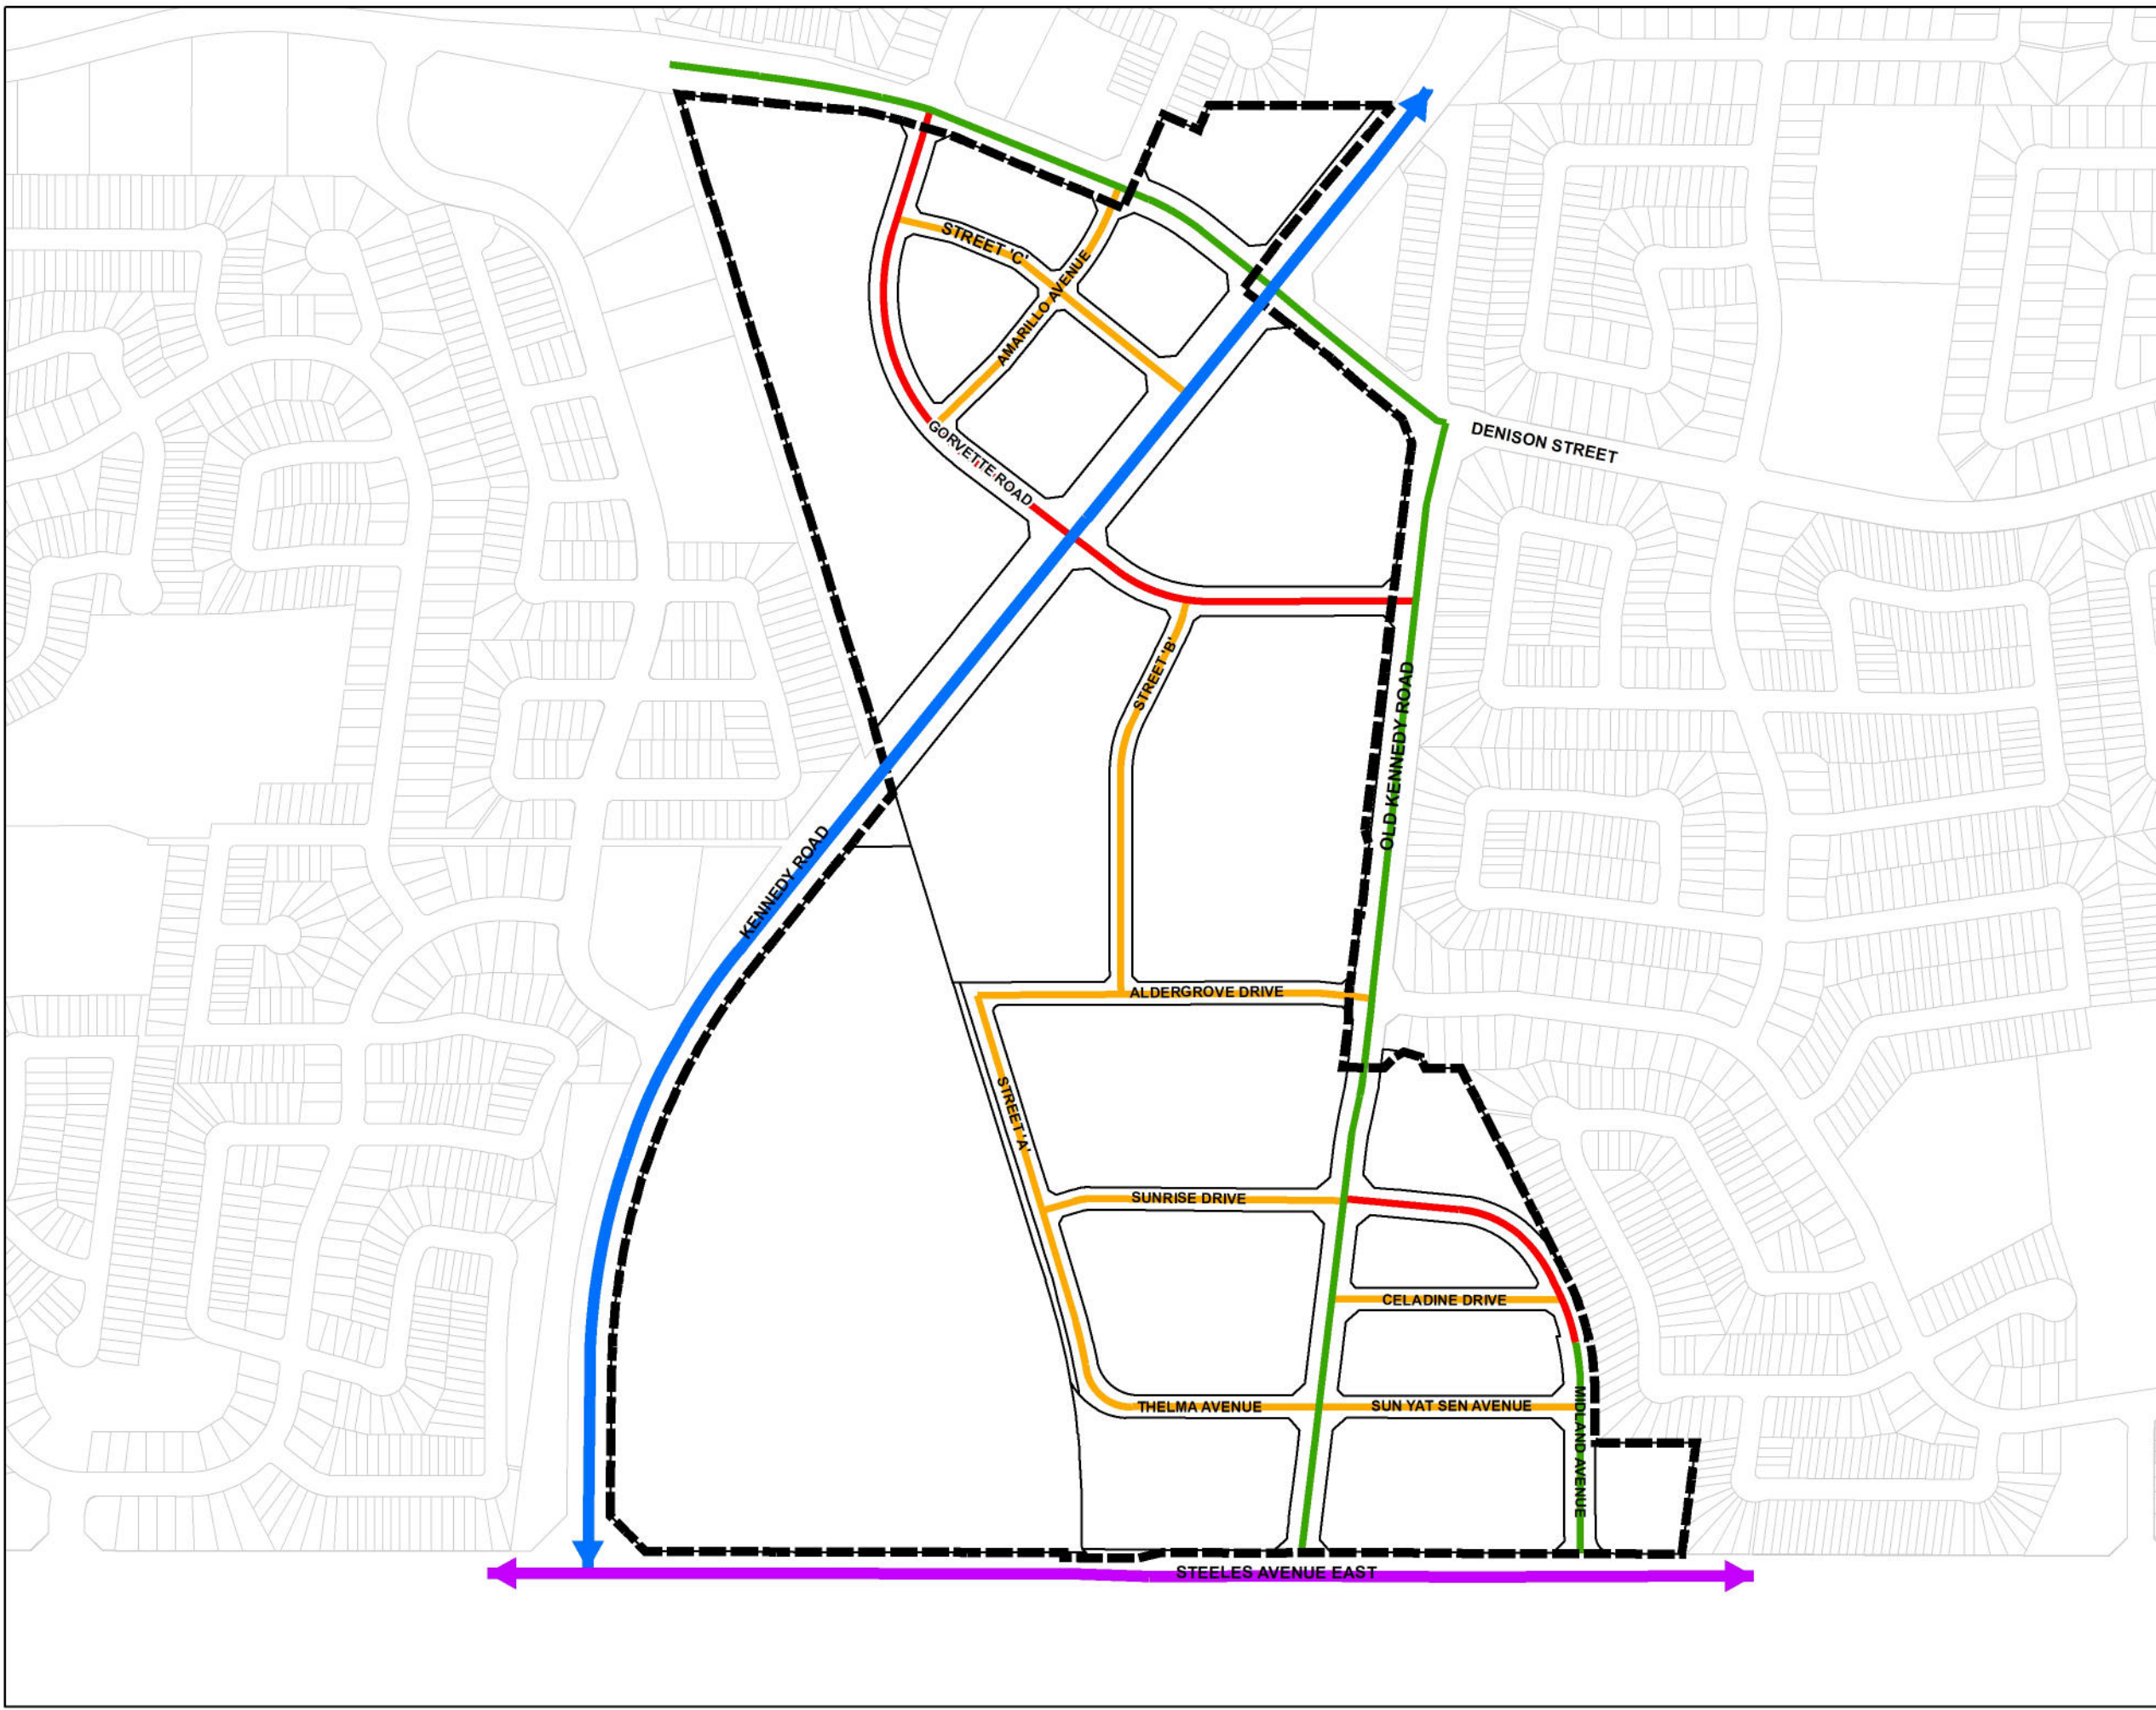 STREET 'C'
AMARILLO AVENUE
GORVETTE ROAD
DENISON STREET
STREET 'B'
OLD KENNEDY ROAD
KENNEDY ROAD
ALDERGROVE DRIVE
STREET 'A'
SUNRISE DRIVE
CELADINE DRIVE
THELMA AVENUE
SUN YAT SEN AVENUE
MIDLAND AVENUE
STEELES AVENUE EAST